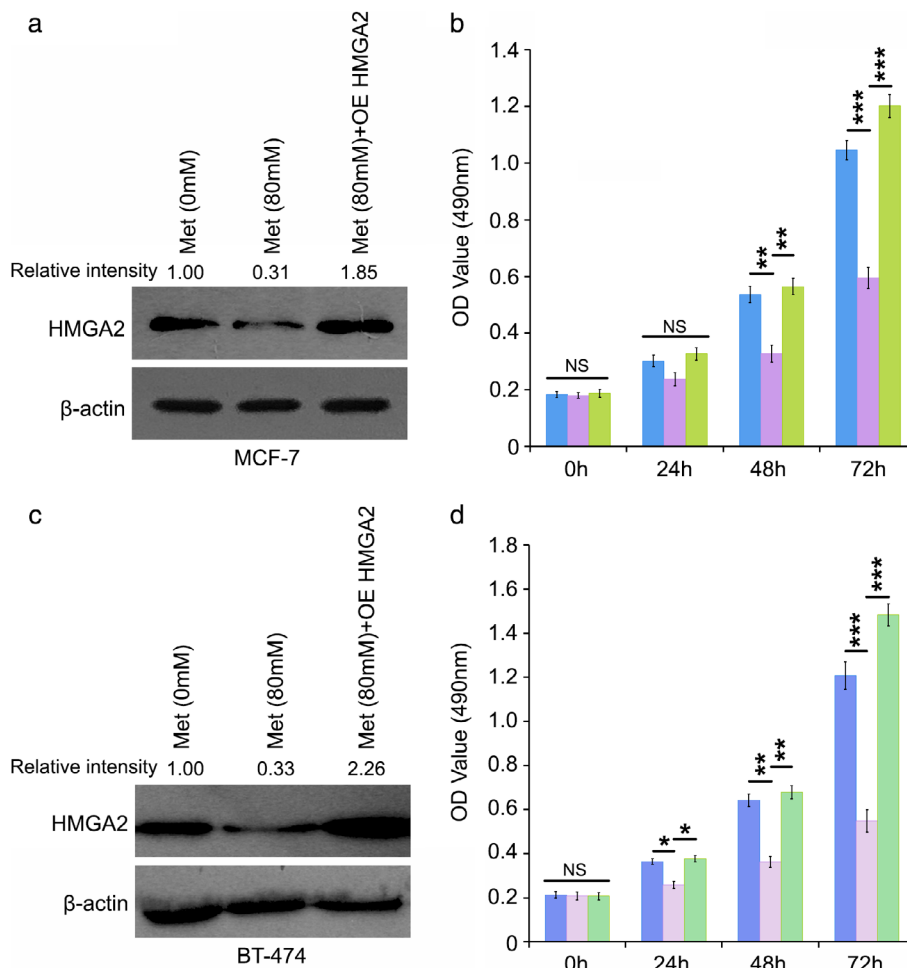 a
Met (0mM)
Met (80mM)
Met (80mM)+OE HMGA2
Relative intensity 1.00 0.31 1.85
HMGA2
β-actin
MCF-7
b
OD Value (490nm)
1.4
1.2
1.0
0.8
0.6
0.4
0.2
0
NS
NS
**
**
***
***
0h 24h 48h 72h
c
Met (0mM)
Met (80mM)
Met (80mM)+OE HMGA2
Relative intensity 1.00 0.33 2.26
HMGA2
β-actin
BT-474
d
OD Value (490nm)
1.8
1.6
1.4
1.2
1.0
0.8
0.6
0.4
0.2
0
NS
*
*
**
**
***
***
0h 24h 48h 72h